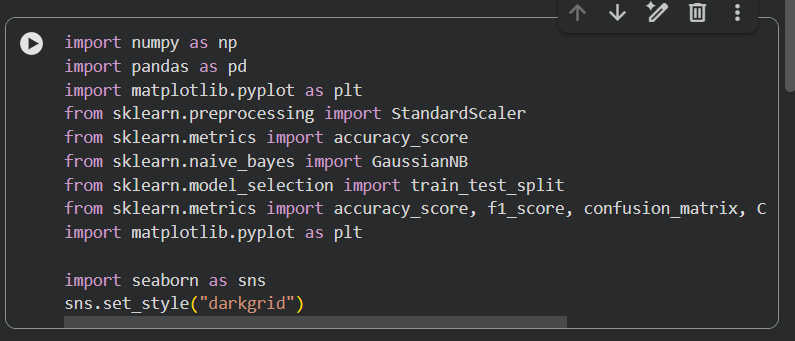 import numpy as np
import pandas as pd
import matplotlib.pyplot as plt
from sklearn.preprocessing import StandardScaler
from sklearn.metrics import accuracy_score
from sklearn.naive_bayes import GaussianNB
from sklearn.model_selection import train_test_split
from sklearn.metrics import accuracy_score, f1_score, confusion_matrix, C
import matplotlib.pyplot as plt
import seaborn as sns
sns.set_style("darkgrid")